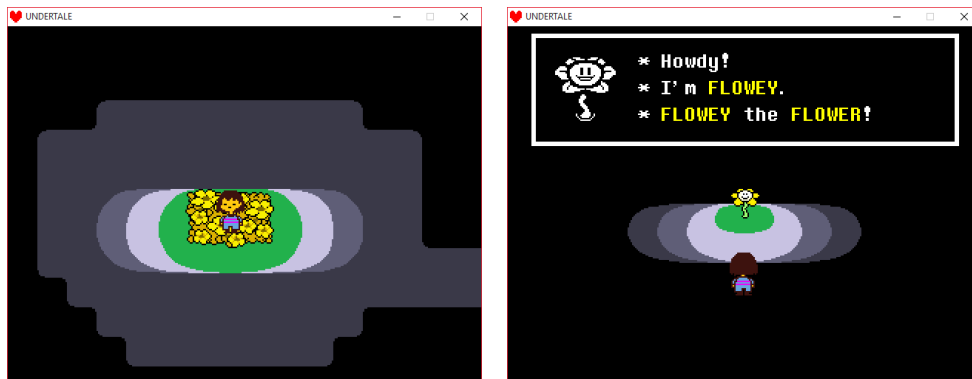 UNDERTALE
UNDERTALE
* Howdy!
* I'm FLOWEY.
* FLOWEY the FLOWER!